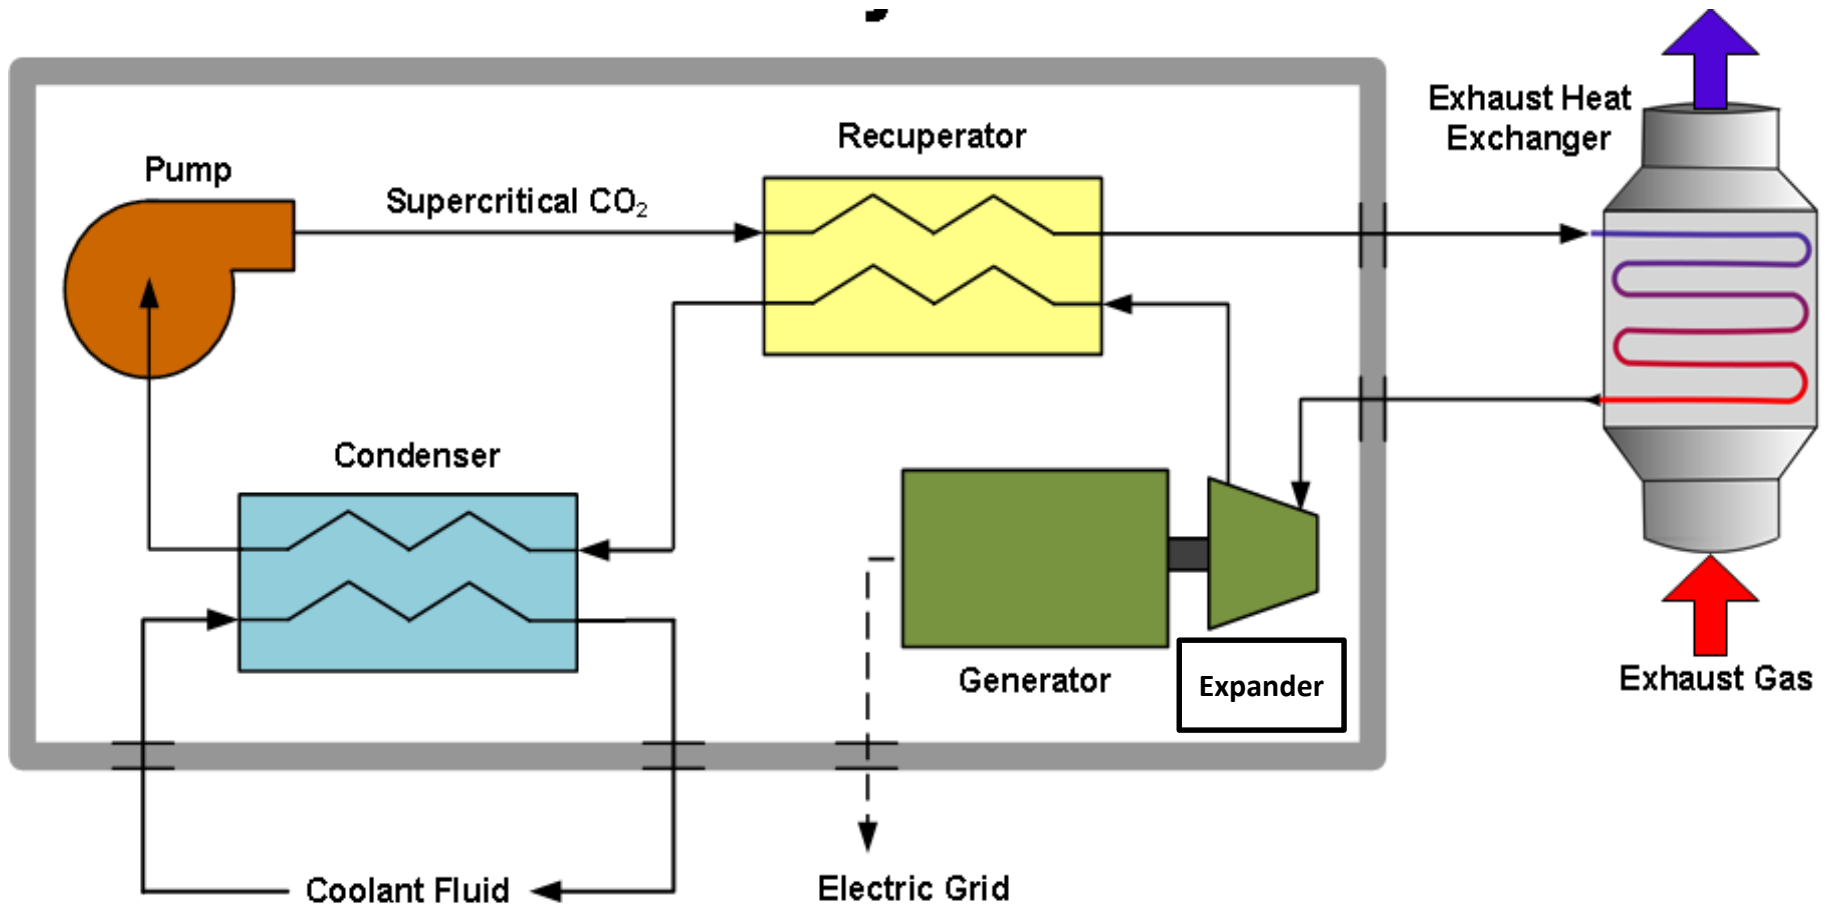 Exhaust Heat
Exchanger
Recuperator
Pump
Supercritical CO₂
Condenser
Generator
Expander
Exhaust Gas
Coolant Fluid
Electric Grid